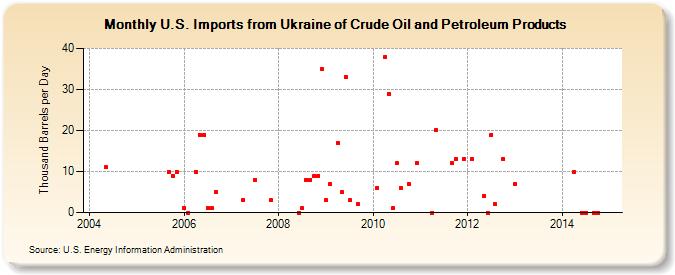 Monthly U.S. Imports from Ukraine of Crude Oil and Petroleum Products
Thousand Barrels per Day
40
30
20
10
0
2004 2006 2008 2010 2012 2014
Source: U.S. Energy Information Administration